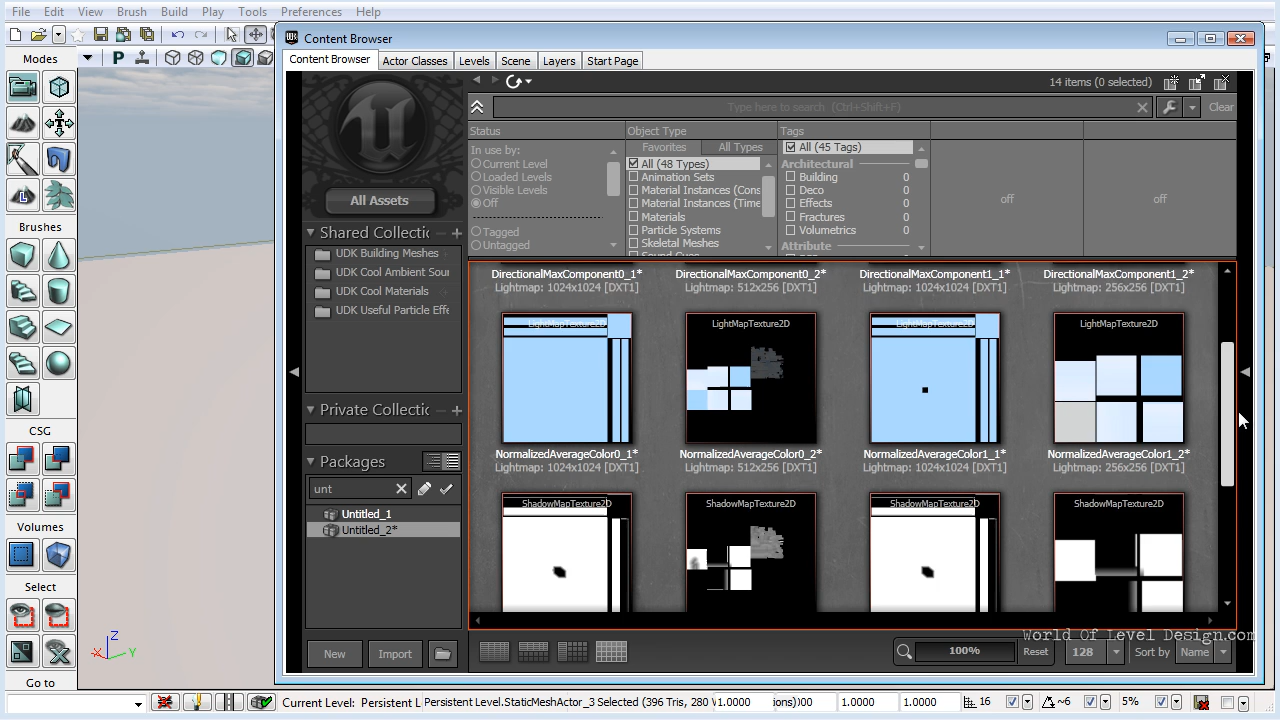 File Edit View Brush Build Play Tools Preferences Help
Content Browser
Content Browser Actor Classes Levels Scene Layers Start Page
Modes
14 items (0 selected)
Type here to search (Ctrl+Shift+F)
Clear
Status
Object Type
Tags
In use by:
Current Level
Loaded Levels
Visible Levels
Off
Tagged
Untagged
Favorites All Types
All (48 Types)
Animation Sets
Material Instances (Cons
Material Instances (Time
Materials
Particle Systems
Skeletal Meshes
Sound Cues
All (45 Tags)
Architectural
Building 0
Deco 0
Effects 0
Fractures 0
Volumetrics 0
Attribute
off
off
All Assets
Shared Collectic
UDK Building Meshes
UDK Cool Ambient Sour
UDK Cool Materials
UDK Useful Particle Effe
Private Collectic
Packages
unt
Untitled_1
Untitled_2*
New Import
Brushes
CSG
Volumes
Select
Go to
DirectionalMaxComponent0_1* DirectionalMaxComponent0_2* DirectionalMaxComponent1_1* DirectionalMaxComponent1_2*
Lightmap: 1024x1024 [DXT1] Lightmap: 512x256 [DXT1] Lightmap: 1024x1024 [DXT1] Lightmap: 256x256 [DXT1]
LightMapTexture2D LightMapTexture2D LightMapTexture2D LightMapTexture2D
NormalizedAverageColor0_1* NormalizedAverageColor0_2* NormalizedAverageColor1_1* NormalizedAverageColor1_2*
Lightmap: 1024x1024 [DXT1] Lightmap: 512x256 [DXT1] Lightmap: 1024x1024 [DXT1] Lightmap: 256x256 [DXT1]
ShadowMapTexture2D ShadowMapTexture2D ShadowMapTexture2D ShadowMapTexture2D
World Of Level Design.com
100% Reset 128 Sort by Name
Current Level: Persistent L Persistent Level.StaticMeshActor_3 Selected (396 Tris, 280 1.0000 ions) 1.0000 1.0000 16 ~6 5%
P
X Y Z